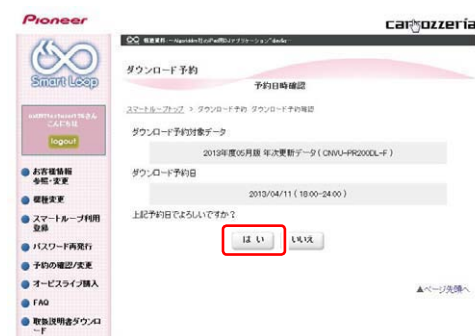 Pioneer
carrozzeria
Smart Loop
こんにちは
logout
お客様情報
参照・変更
機種変更
スマートループ利用
登録
パスワード再発行
予約の確認/変更
オービスライブ購入
FAQ
取扱説明書ダウンロ
ード
ダウンロード予約
予約日時確認
スマートループトップ > ダウンロード予約 ダウンロード予約確認
ダウンロード予約対象データ
2013年度05月版 年次更新データ( CNVU-PR200DL-F )
ダウンロード予約日
2013/04/11 ( 18:00-24:00 )
上記予約日でよろしいですか?
はい
いいえ
▲ページ先頭へ